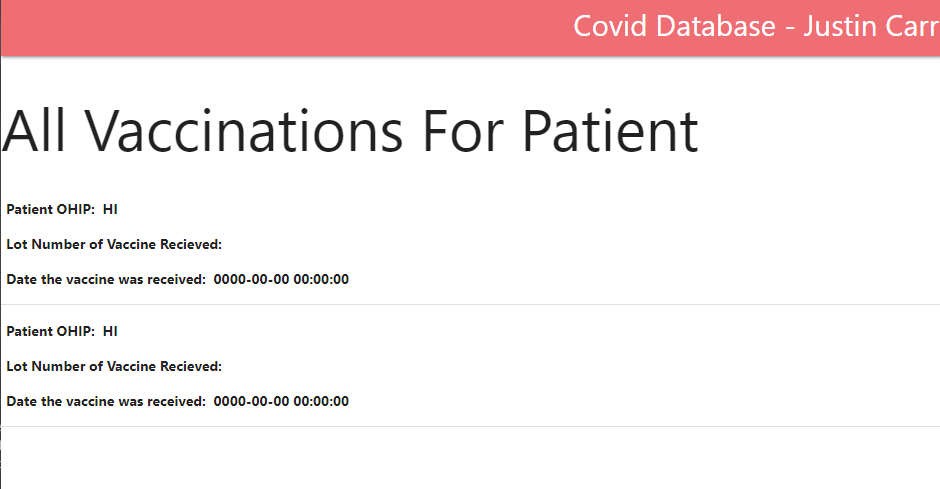 Covid Database - Justin Carr
All Vaccinations For Patient
Patient OHIP: HI
Lot Number of Vaccine Recieved:
Date the vaccine was received: 0000-00-00 00:00:00
Patient OHIP: HI
Lot Number of Vaccine Recieved:
Date the vaccine was received: 0000-00-00 00:00:00